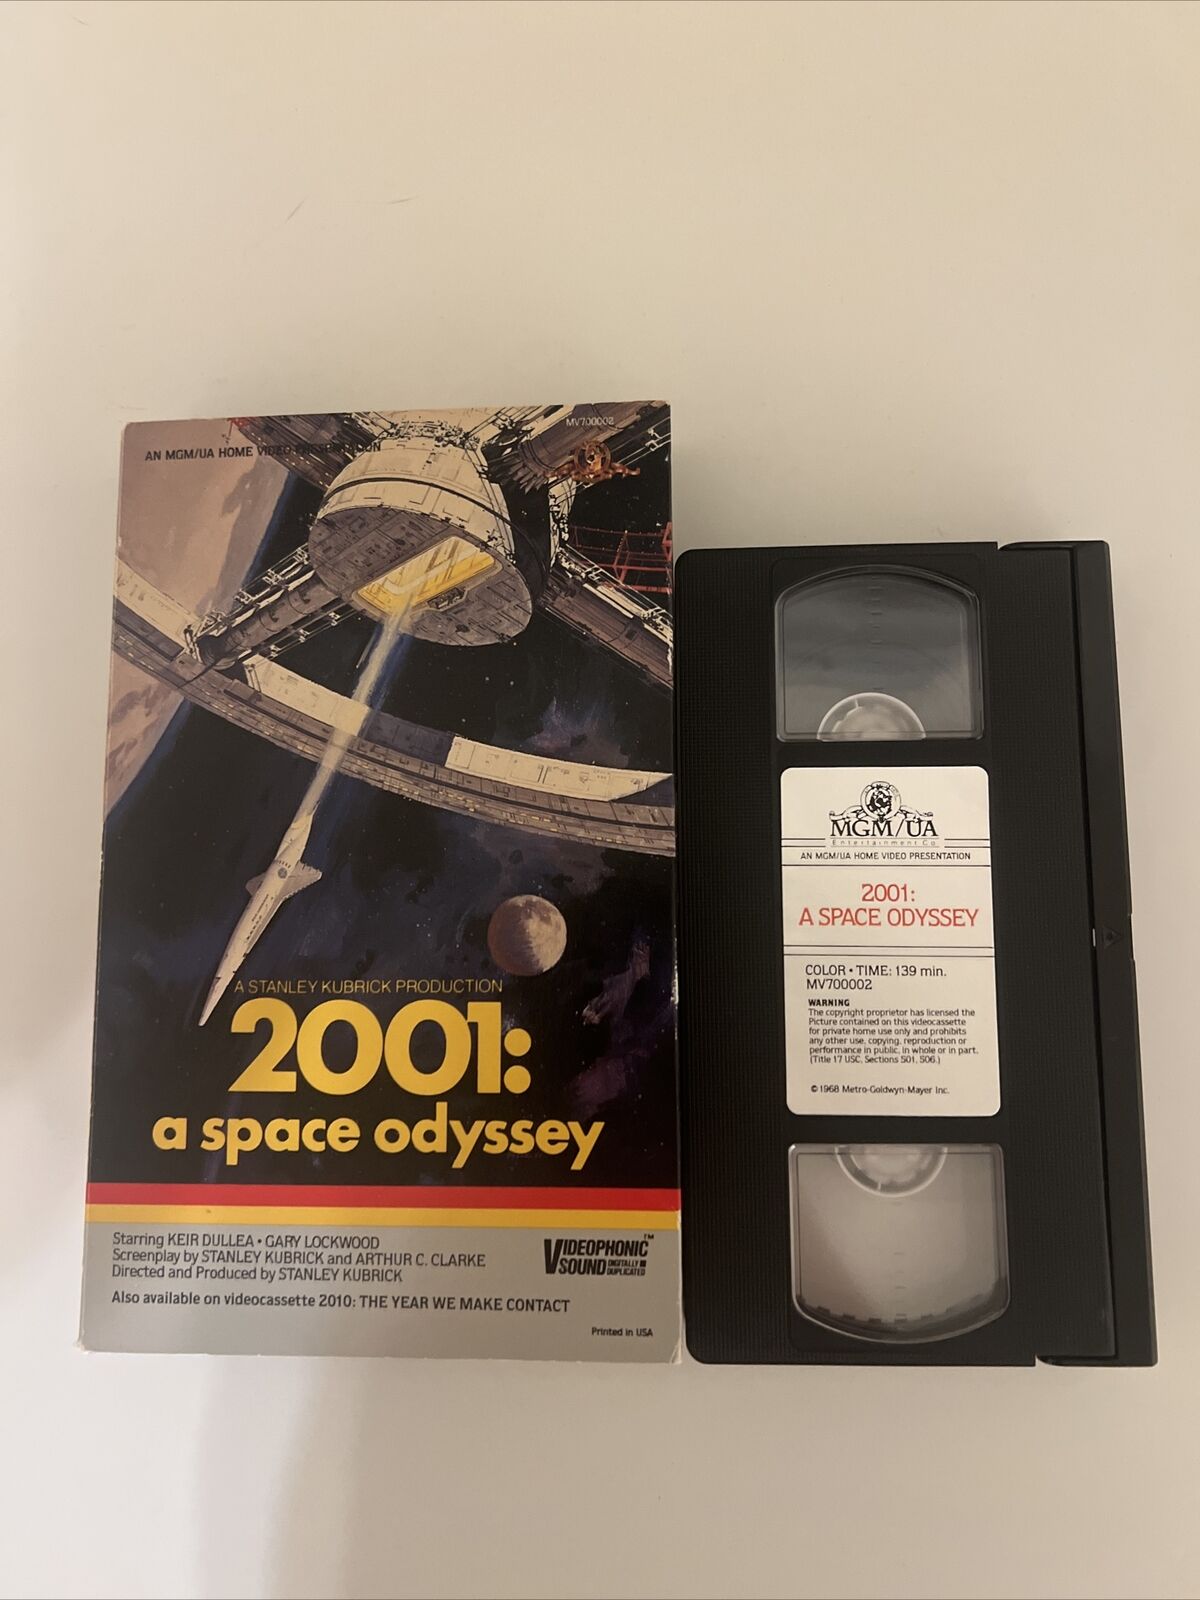 MV700002
AN MGM/UA HOME VIDEO PRESENTATION
A STANLEY KUBRICK PRODUCTION
2001:
a space odyssey
Starring KEIR DULLEA • GARY LOCKWOOD
Screenplay by STANLEY KUBRICK and ARTHUR C. CLARKE
Directed and Produced by STANLEY KUBRICK
Also available on videocassette 2010: THE YEAR WE MAKE CONTACT
VIDEOPHONIC™
SOUND DIGITALLY
DUPLICATED
Printed in USA
MGM/UA
Entertainment Co.
AN MGM/UA HOME VIDEO PRESENTATION
2001:
A SPACE ODYSSEY
COLOR • TIME: 139 min.
MV700002
WARNING
The copyright proprietor has licensed the
Picture contained on this videocassette
for private home use only and prohibits
any other use, copying, reproduction or
performance in public, in whole or in part.
(Title 17 USC, Sections 501, 506.)
© 1968 Metro-Goldwyn-Mayer Inc.